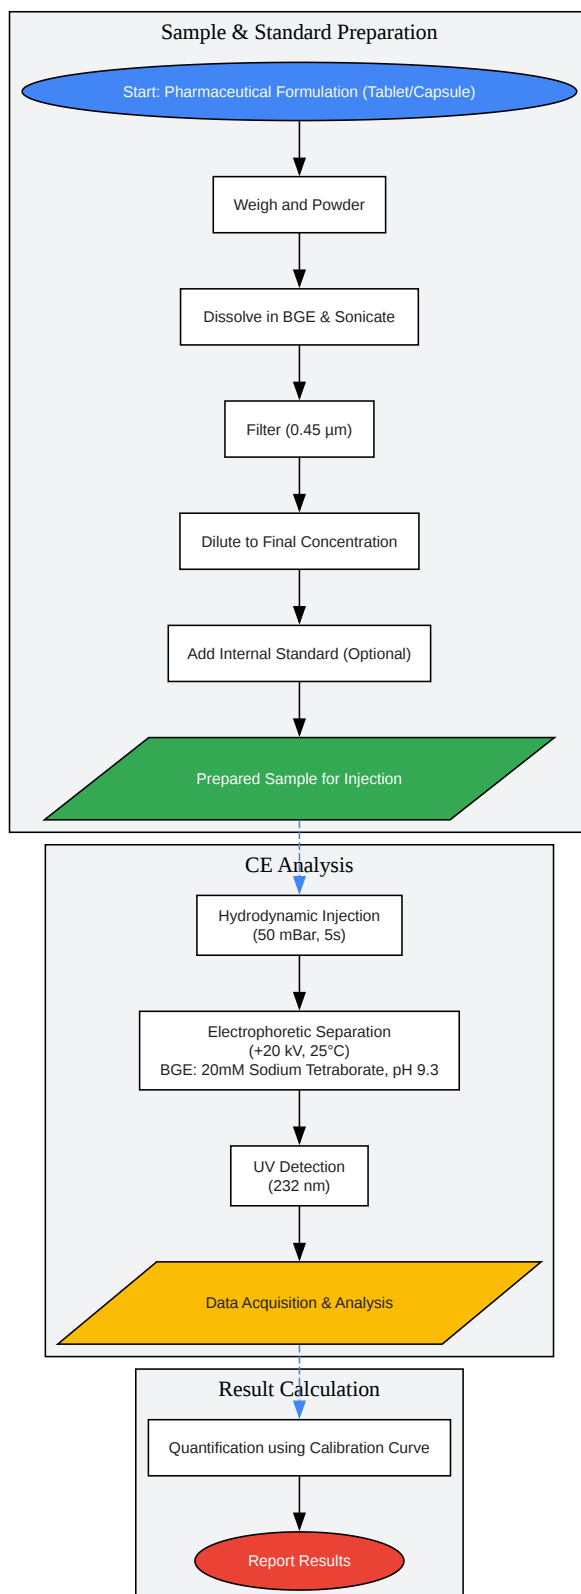 Sample & Standard Preparation
Start: Pharmaceutical Formulation (Tablet/Capsule)
Weigh and Powder
Dissolve in BGE & Sonicate
Filter (0.45 µm)
Dilute to Final Concentration
Add Internal Standard (Optional)
Prepared Sample for Injection
CE Analysis
Hydrodynamic Injection
(50 mBar, 5s)
Electrophoretic Separation
(+20 kV, 25°C)
BGE: 20mM Sodium Tetraborate, pH 9.3
UV Detection
(232 nm)
Data Acquisition & Analysis
Result Calculation
Quantification using Calibration Curve
Report Results